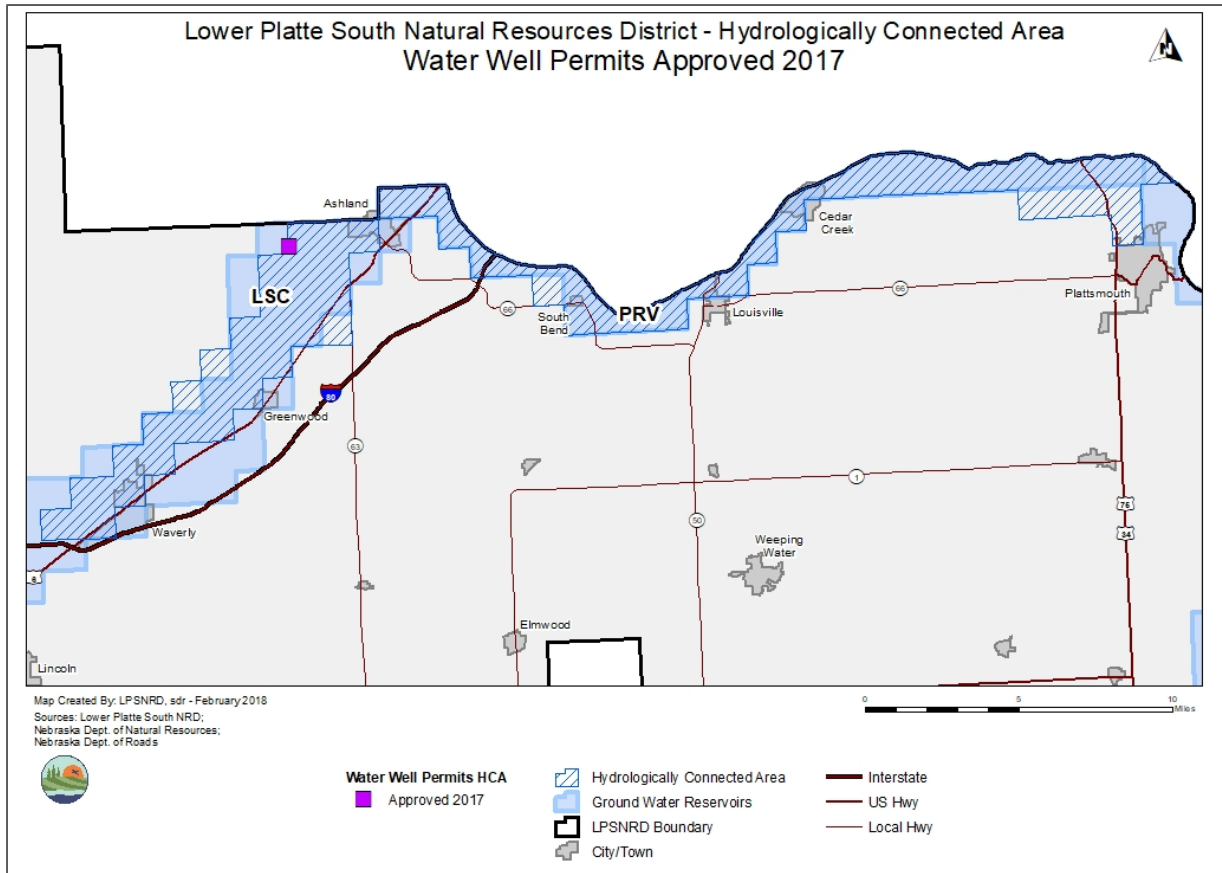 Lower Platte South Natural Resources District - Hydrologically Connected Area
Water Well Permits Approved 2017
N
Ashland
Cedar
Creek
LSC
66
Plattsmouth
PRV
66
South
Bend
Louisville
80
Greenwood
63
1
Waverly
50
75
34
Weeping
Water
6
Elmwood
Lincoln
Map Created By: LPSNRD, sdr - February 2018
Sources: Lower Platte South NRD;
Nebraska Dept. of Natural Resources;
Nebraska Dept. of Roads
0 5 10
Miles
Water Well Permits HCA
Approved 2017
Hydrologically Connected Area
Ground Water Reservoirs
LPSNRD Boundary
City/Town
Interstate
US Hwy
Local Hwy